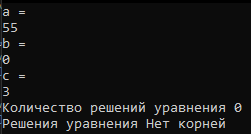 a =
55
b =
0
c =
3
Количество решений уравнения 0
Решения уравнения Нет корней